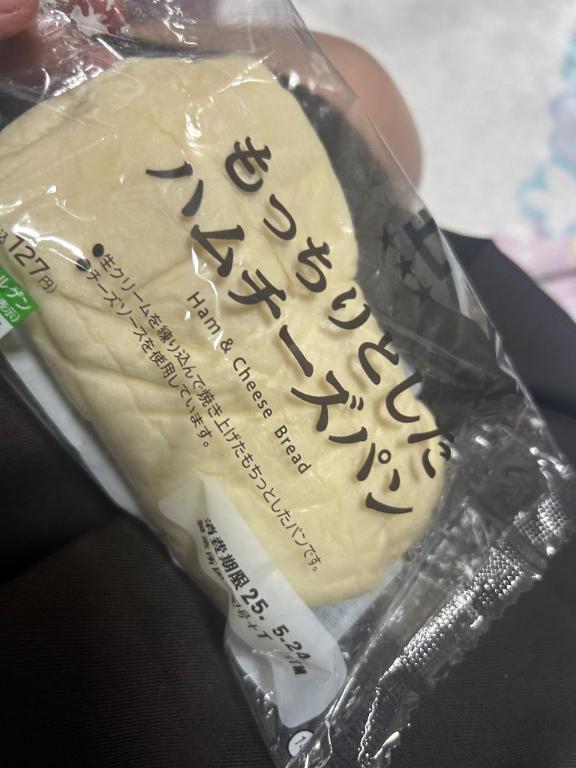 もっちりとした
ハムチーズパン
Ham & Cheese Bread
●生クリームを練り込んで焼き上げたもちっとしたパンです。
●チーズソースを使用しています。
127円)
消費期限25. 5.24